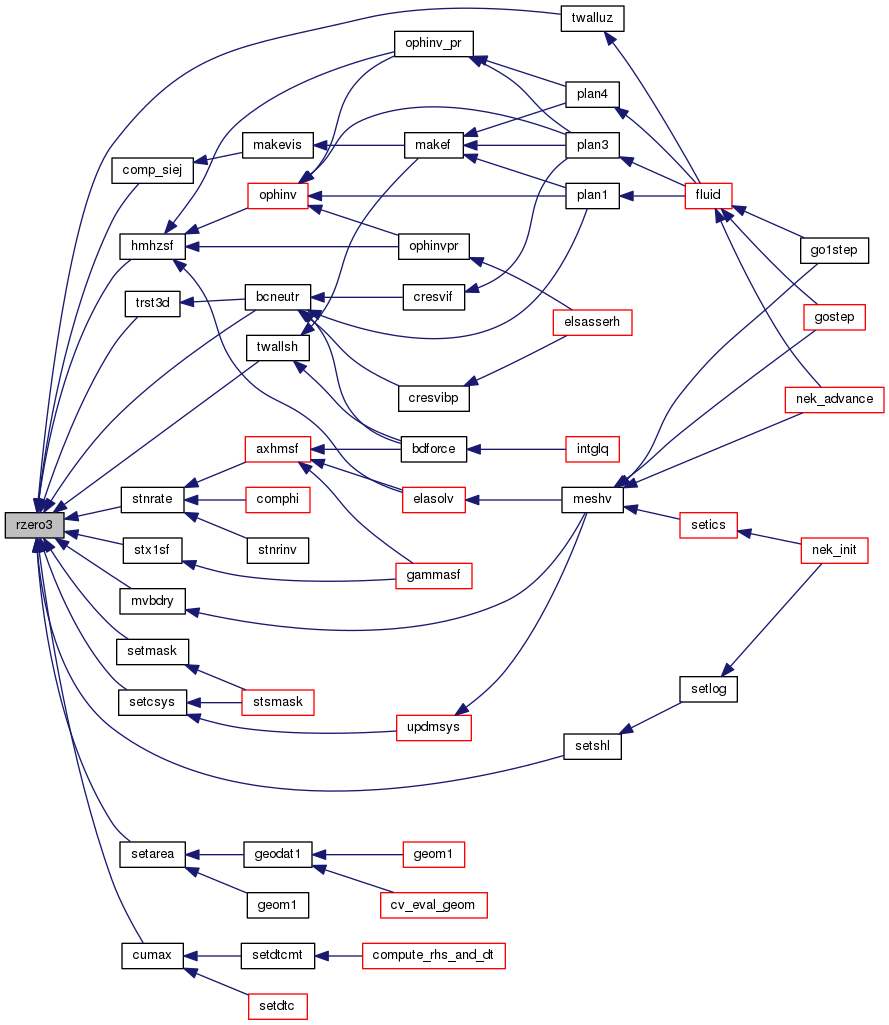 twalluz
ophinv_pr
plan4
makevis
makef
plan3
comp_siej
ophinv
plan1
fluid
hmhzsf
ophinvpr
go1step
trst3d
bcneutr
cresvif
elsasserh
gostep
twallsh
cresvibp
nek_advance
axhmsf
bdforce
intglq
stnrate
comphi
elasolv
meshv
rzero3
setics
stx1sf
stnrinv
nek_init
gammasf
mvbdry
setmask
setcsys
stsmask
setlog
updmsys
setshl
setarea
geodat1
geom1
geom1
cv_eval_geom
cumax
setdtcmt
compute_rhs_and_dt
setdtc